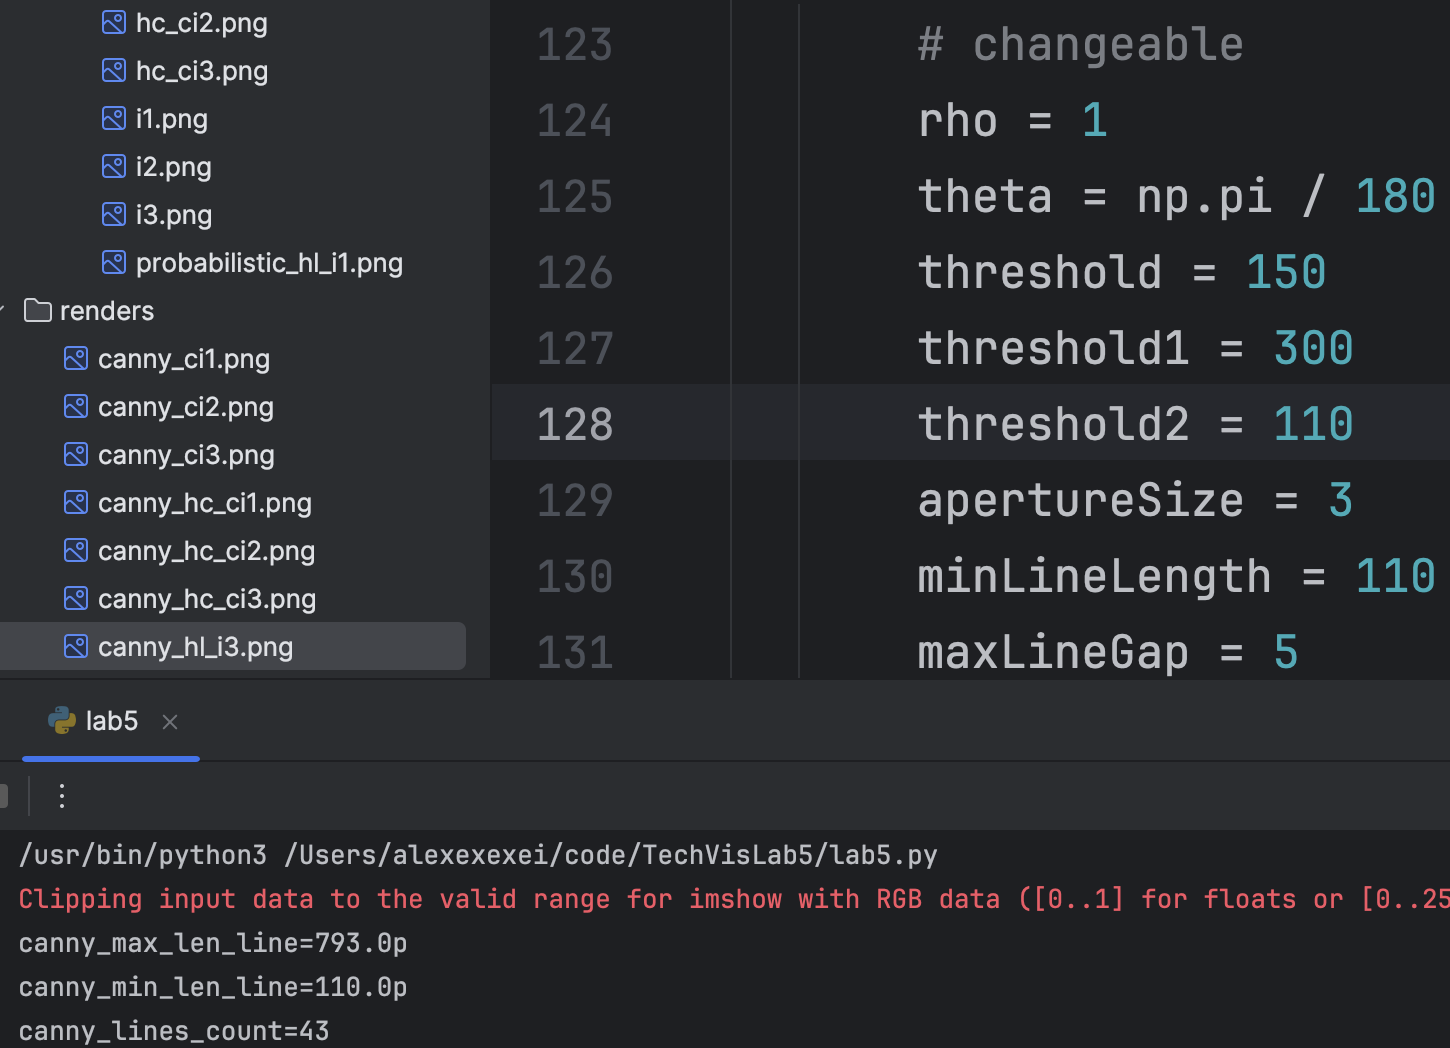 hc_ci2.png
hc_ci3.png
i1.png
i2.png
i3.png
probabilistic_hl_i1.png
renders
canny_ci1.png
canny_ci2.png
canny_ci3.png
canny_hc_ci1.png
canny_hc_ci2.png
canny_hc_ci3.png
canny_hl_i3.png
123 # changeable
124 rho = 1
125 theta = np.pi / 180
126 threshold = 150
127 threshold1 = 300
128 threshold2 = 110
129 apertureSize = 3
130 minLineLength = 110
131 maxLineGap = 5
lab5
/usr/bin/python3 /Users/alexexexei/code/TechVisLab5/lab5.py
Clipping input data to the valid range for imshow with RGB data ([0..1] for floats or [0..25
canny_max_len_line=793.0p
canny_min_len_line=110.0p
canny_lines_count=43